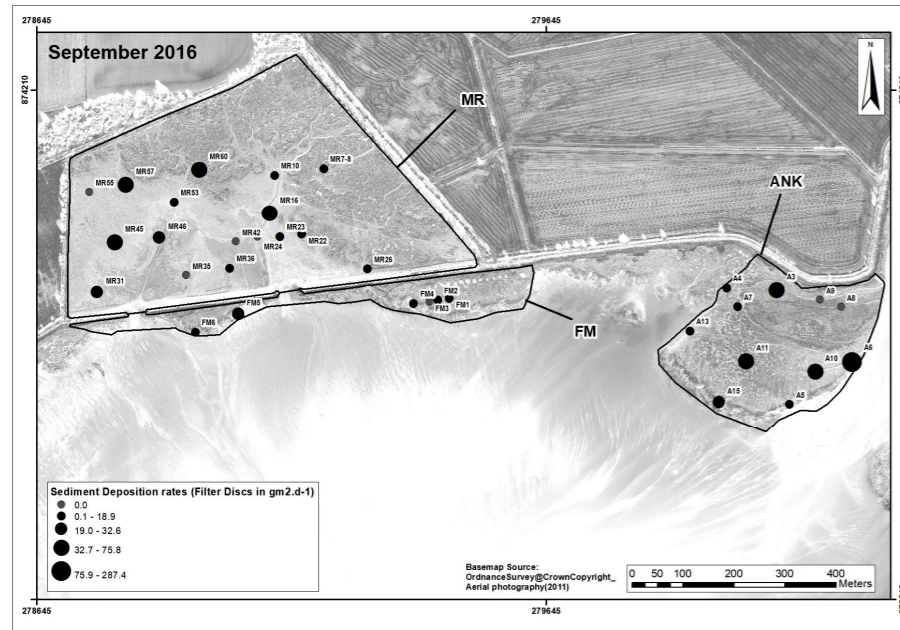 278645
279645
September 2016
N
874210
MR
MR60
MR7-8
MR57
MR10
MR55
MR53
ANK
MR16
MR46
MR23
MR45
MR42
MR22
MR24
MR26
MR36
MR35
A3
A4
MR31
FM2
A9
A8
FM4
A7
FM1
FM5
FM3
FM
A13
FM6
A11
A6
A10
A15
A5
Sediment Deposition rates (Filter Discs in gm2.d-1)
0.0
0.1 - 18.9
19.0 - 32.6
32.7 - 75.8
75.9 - 287.4
Basemap Source:
OrdnanceSurvey@CrownCopyright_
Aerial photography(2011)
0 50 100 200 300 400
Meters
278645
279645